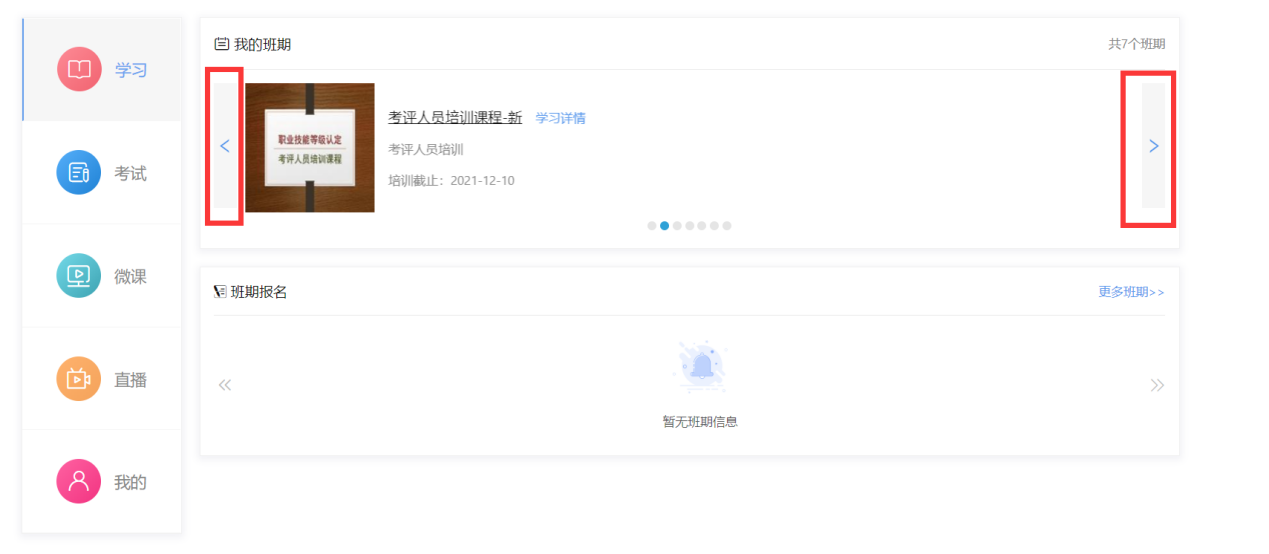 学习
考试
微课
直播
我的
我的班期
共7个班期
职业技能等级认定
考评人员培训课程
考评人员培训课程-新 学习详情
考评人员培训
培训截止：2021-12-10
班期报名
更多班期>>
暂无班期信息